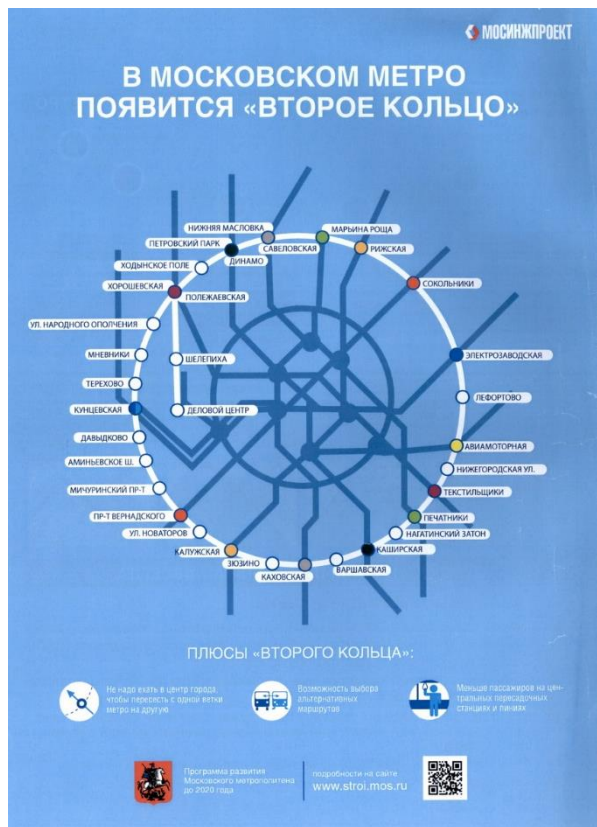 МОСИНЖПРОЕКТ
В МОСКОВСКОМ МЕТРО
ПОЯВИТСЯ «ВТОРОЕ КОЛЬЦО»
НИЖНЯЯ МАСЛОВКА
МАРЬИНА РОЩА
ПЕТРОВСКИЙ ПАРК
САВЕЛОВСКАЯ
РИЖСКАЯ
ДИНАМО
ХОДЫНСКОЕ ПОЛЕ
СОКОЛЬНИКИ
ХОРОШЕВСКАЯ
ПОЛЕЖАЕВСКАЯ
УЛ. НАРОДНОГО ОПОЛЧЕНИЯ
МНЕВНИКИ
ШЕЛЕПИХА
ЭЛЕКТРОЗАВОДСКАЯ
ТЕРЕХОВО
ЛЕФОРТОВО
КУНЦЕВСКАЯ
ДЕЛОВОЙ ЦЕНТР
ДАВЫДКОВО
АВИАМОТОРНАЯ
АМИНЬЕВСКОЕ Ш.
НИЖЕГОРОДСКАЯ УЛ.
МИЧУРИНСКИЙ ПР-Т
ТЕКСТИЛЬЩИКИ
ПР-Т ВЕРНАДСКОГО
ПЕЧАТНИКИ
УЛ. НОВАТОРОВ
НАГАТИНСКИЙ ЗАТОН
КАЛУЖСКАЯ
КАШИРСКАЯ
ЗЮЗИНО
ВАРШАВСКАЯ
КАХОВСКАЯ
ПЛЮСЫ «ВТОРОГО КОЛЬЦА»:
Не надо ехать в центр города,
чтобы пересесть с одной ветки
метро на другую
Возможность выбора
альтернативных
маршрутов
Меньше пассажиров на цен-
тральных пересадочных
станциях и линиях
Программа развития
Московского метрополитена
до 2020 года
подробности на сайте
www.stroi.mos.ru